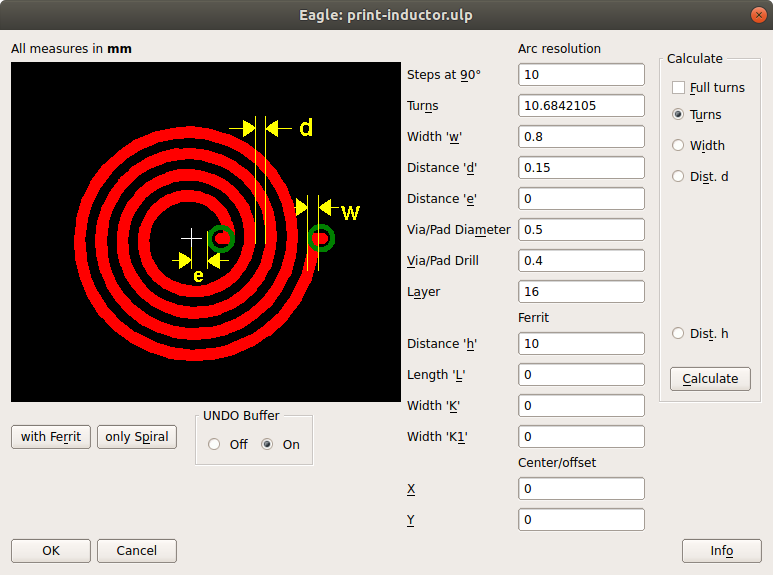 Eagle: print-inductor.ulp
All measures in mm
d
w
e
with Ferrit
only Spiral
UNDO Buffer
Off
On
Arc resolution
Steps at 90°
10
Turns
10.6842105
Width 'w'
0.8
Distance 'd'
0.15
Distance 'e'
0
Via/Pad Diameter
0.5
Via/Pad Drill
0.4
Layer
16
Ferrit
Distance 'h'
10
Length 'L'
0
Width 'K'
0
Width 'K1'
0
Center/offset
X
0
Y
0
Calculate
Full turns
Turns
Width
Dist. d
Dist. h
Calculate
OK
Cancel
Info